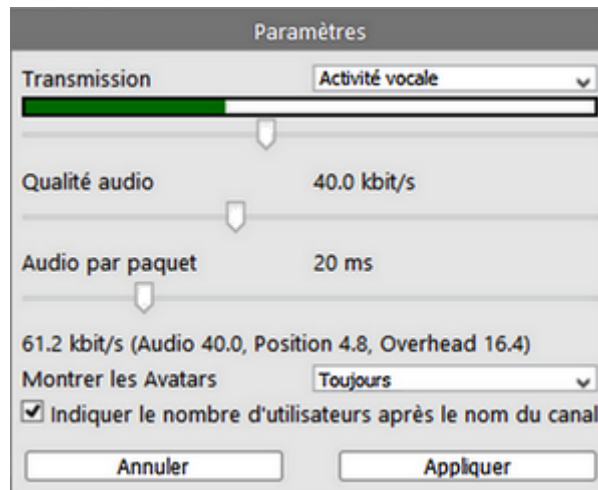 Paramètres
Transmission Activité vocale
Qualité audio 40.0 kbit/s
Audio par paquet 20 ms
61.2 kbit/s (Audio 40.0, Position 4.8, Overhead 16.4)
Montrer les Avatars Toujours
Indiquer le nombre d'utilisateurs après le nom du canal
Annuler Appliquer